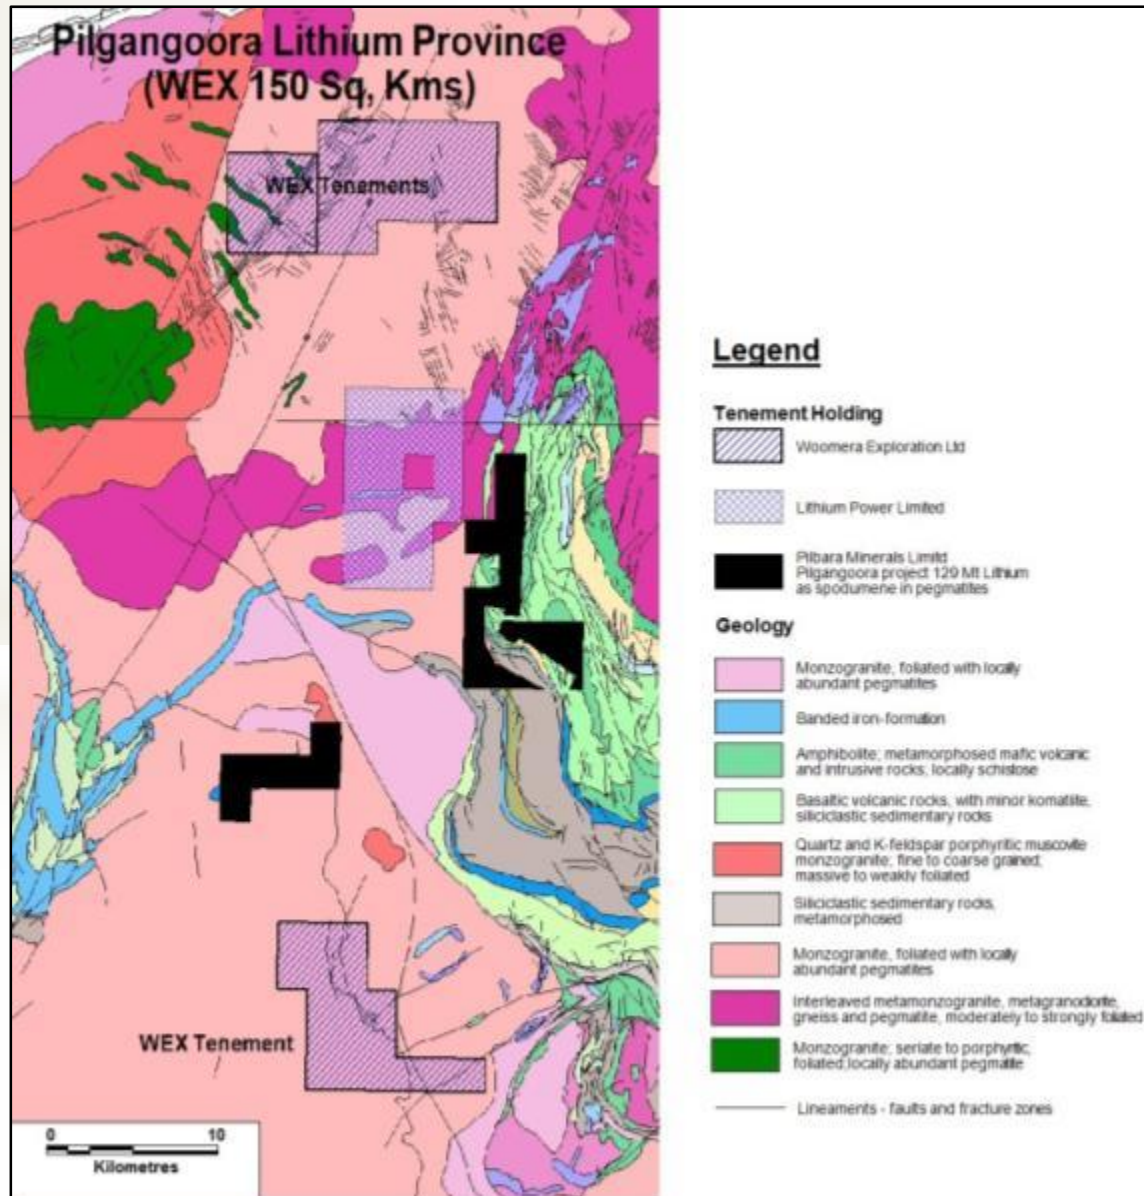 Pilgangoora Lithium Province
(WEX 150 Sq, Kms)
WEX Tenements
WEX Tenement
0 10
Kilometres
Legend
Tenement Holding
Woomera Exploration Ltd
Lithium Power Limited
Pilbara Minerals Limitd
Pilgangoora project 129 Mt Lithium
as spodumene in pegmatites
Geology
Monzogranite, foliated with locally
abundant pegmatites
Banded iron-formation
Amphibolite; metamorphosed mafic volcanic
and intrusive rocks; locally schistose
Basaltic volcanic rocks, with minor komatiite,
siliciclastic sedimentary rocks
Quartz and K-feldspar porphyritic muscovite
monzogranite; fine to coarse grained;
massive to weakly foliated
Siliciclastic sedimentary rocks,
metamorphosed
Monzogranite, foliated with locally
abundant pegmatites
Interleaved metamonzogranite, metagranodiorite,
gneiss and pegmatite, moderately to strongly foliated
Monzogranite; seriate to porphyritic,
foliated;locally abundant pegmatite
Lineaments - faults and fracture zones